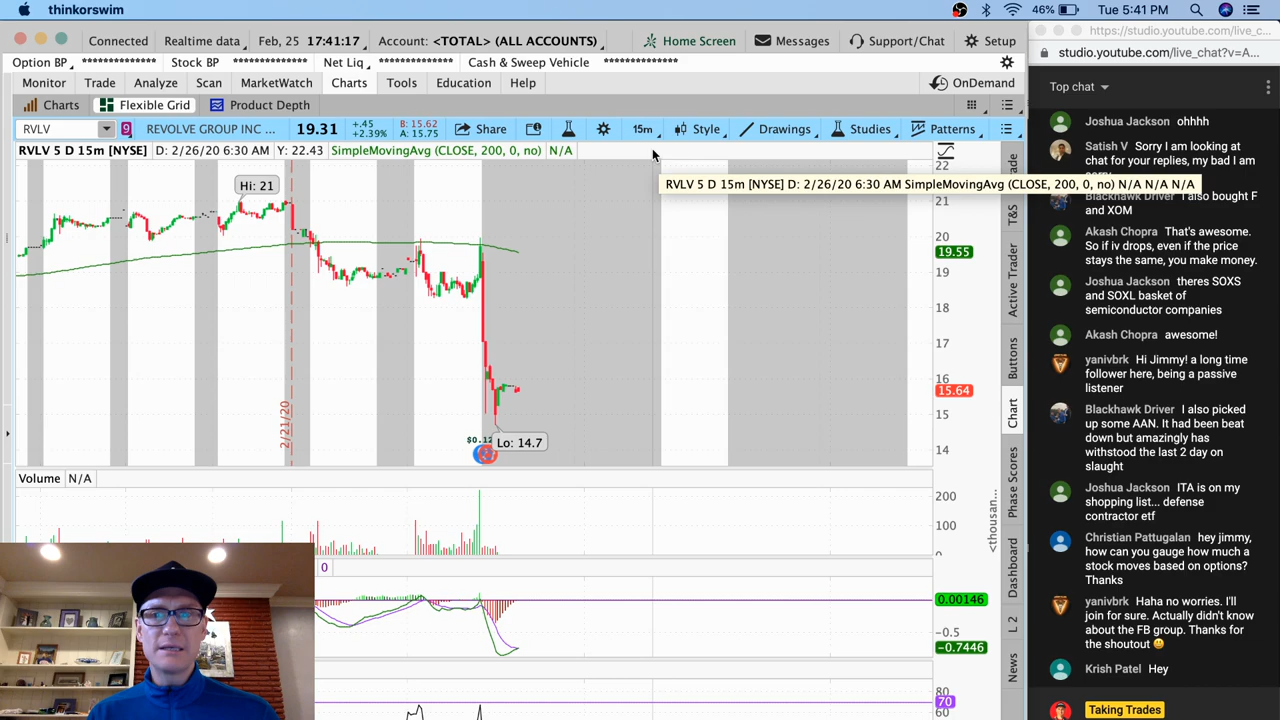 thinkorswim
46%
Tue 5:41 PM
Connected
Realtime data
Feb, 25
17:41:17
Account: <TOTAL> (ALL ACCOUNTS)
Home Screen
Messages
Support/Chat
Setup
Option BP
**************
Stock BP
**************
Net Liq
**************
Cash & Sweep Vehicle
**************
Monitor
Trade
Analyze
Scan
MarketWatch
Charts
Tools
Education
Help
OnDemand
Charts
Flexible Grid
Product Depth
RVLV
9
REVOLVE GROUP INC ...
19.31
+45
+2.39%
B: 15.62
A: 15.75
Share
15m
Style
Drawings
Studies
Patterns
RVLV 5 D 15m [NYSE]
D: 2/26/20 6:30 AM
Y: 22.43
SimpleMovingAvg (CLOSE, 200, 0, no)
N/A
RVLV 5 D 15m [NYSE] D: 2/26/20 6:30 AM SimpleMovingAvg (CLOSE, 200, 0, no) N/A N/A N/A
Hi: 21
2/21/20
$0.12
Lo: 14.7
22
21
20
19.55
19
18
17
16
15.64
15
14
Volume
N/A
200
100
0
<thousan...
0
0.00146
-0.5
-0.7446
80
70
60
Trade
T&S
Active Trader
Buttons
Chart
Phase Scores
Dashboard
L 2
News
https://studio.youtube.com/live_c...
studio.youtube.com/live_chat?v=A...
Top chat
Joshua Jackson ohhhh
Satish V Sorry I am looking at
chat for your replies, my bad I am
sorry
Blackhawk Driver I also bought F
and XOM
Akash Chopra That's awesome.
So if iv drops, even if the price
stays the same, you make money.
Joshua Jackson theres SOXS
and SOXL basket of
semiconductor companies
Akash Chopra awesome!
yanivbrk Hi Jimmy! a long time
follower here, being a passive
listener
Blackhawk Driver I also picked
up some AAN. It had been beat
down but amazingly has
withstood the last 2 day on
slaught
Joshua Jackson ITA is on my
shopping list... defense
contractor etf
Christian Pattugalan hey jimmy,
how can you gauge how much a
stock moves based on options?
Thanks
yanivbrk Haha no worries. I'll
join for sure. Actually didn't know
about the FB group. Thanks for
the shoutout
Krish Patel Hey
Taking Trades